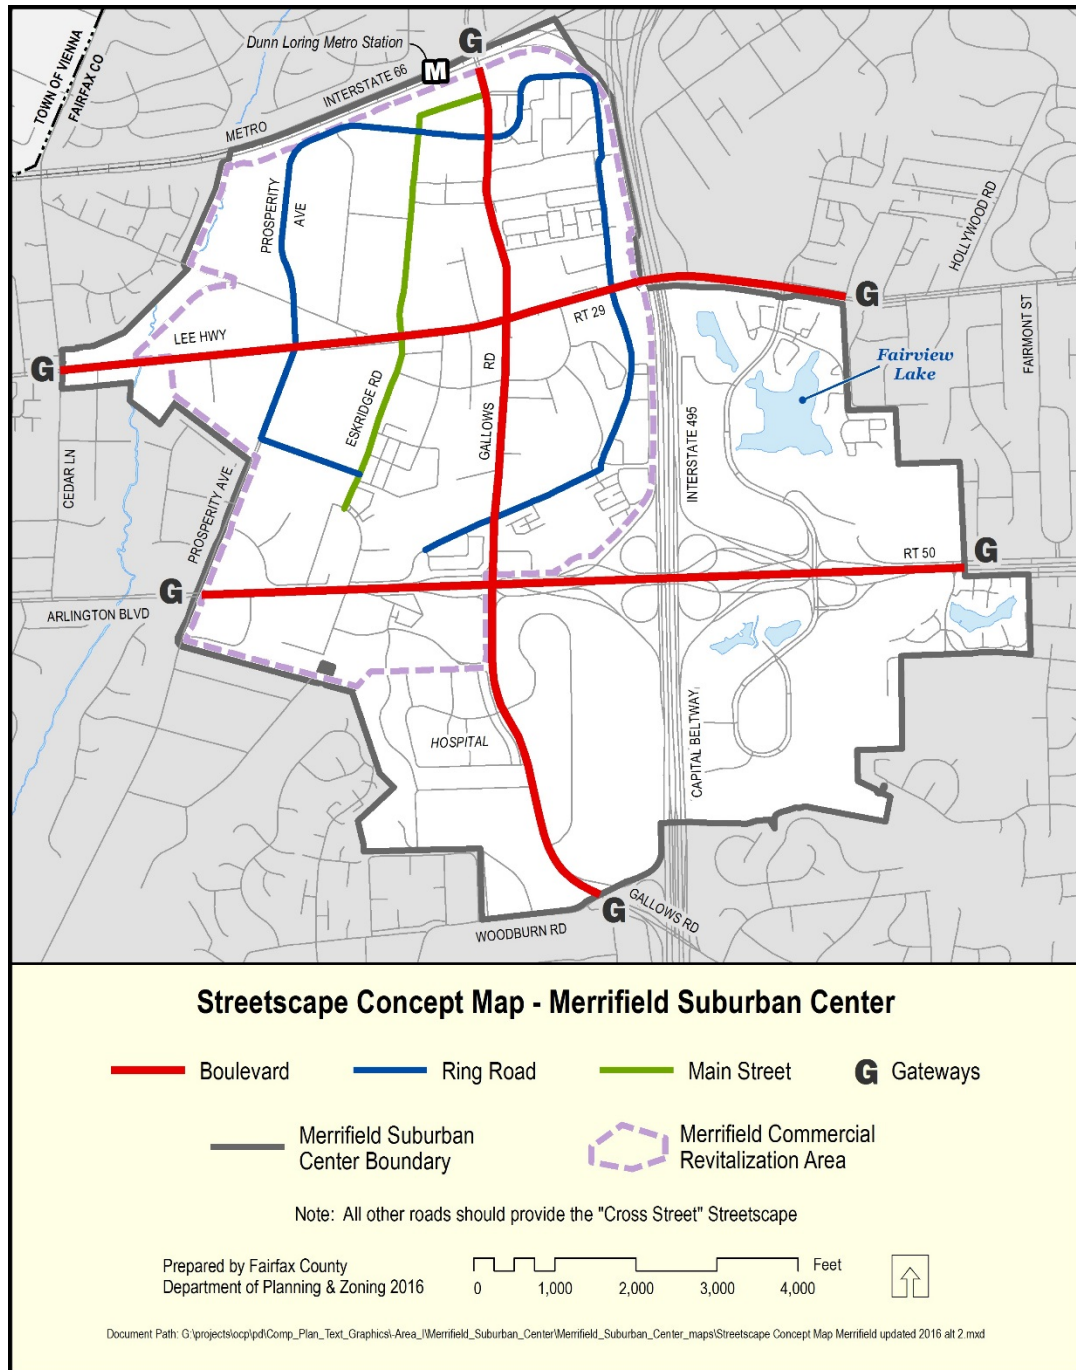 Dunn Loring Metro Station
G
M
TOWN OF VIENNA
FAIRFAX CO
INTERSTATE 66
METRO
PROSPERITY
AVE
HOLLYWOOD RD
G
RT 29
LEE HWY
RD
FAIRMONT ST
Fairview
Lake
G
ESKRIDGE RD
GALLOWS
INTERSTATE 495
CEDAR LN
PROSPERITY AVE
RT 50
G
G
ARLINGTON BLVD
CAPITAL BELTWAY
HOSPITAL
G
GALLOWS RD
WOODBURN RD
Streetscape Concept Map - Merrifield Suburban Center
Boulevard
Ring Road
Main Street
G Gateways
Merrifield Suburban
Center Boundary
Merrifield Commercial
Revitalization Area
Note: All other roads should provide the "Cross Street" Streetscape
Prepared by Fairfax County
Department of Planning & Zoning 2016
Feet
0 1,000 2,000 3,000 4,000
Document Path: G:\projects\ocp\pd\Comp_Plan_Text_Graphics\-Area_I\Merrifield_Suburban_Center\Merrifield_Suburban_Center_maps\Streetscape Concept Map Merrifield updated 2016 alt 2.mxd